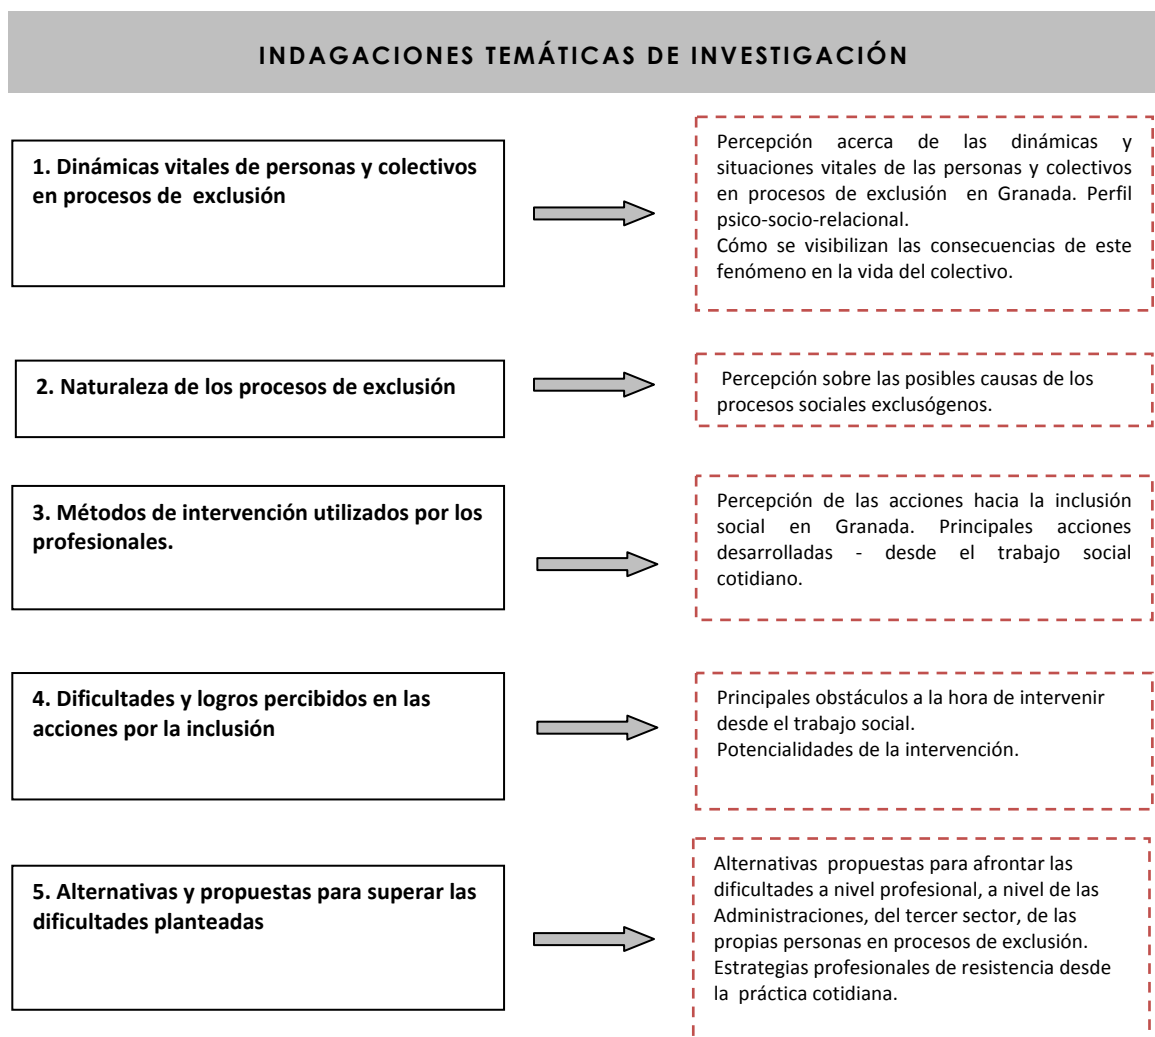 INDAGACIONES TEMÁTICAS DE INVESTIGACIÓN
1. Dinámicas vitales de personas y colectivos
en procesos de exclusión
Percepción acerca de las dinámicas y
situaciones vitales de las personas y colectivos
en procesos de exclusión en Granada. Perfil
psico-socio-relacional.
Cómo se visibilizan las consecuencias de este
fenómeno en la vida del colectivo.
2. Naturaleza de los procesos de exclusión
Percepción sobre las posibles causas de los
procesos sociales exclusógenos.
3. Métodos de intervención utilizados por los
profesionales.
Percepción de las acciones hacia la inclusión
social en Granada. Principales acciones
desarrolladas - desde el trabajo social
cotidiano.
4. Dificultades y logros percibidos en las
acciones por la inclusión
Principales obstáculos a la hora de intervenir
desde el trabajo social.
Potencialidades de la intervención.
5. Alternativas y propuestas para superar las
dificultades planteadas
Alternativas propuestas para afrontar las
dificultades a nivel profesional, a nivel de las
Administraciones, del tercer sector, de las
propias personas en procesos de exclusión.
Estrategias profesionales de resistencia desde
la práctica cotidiana.